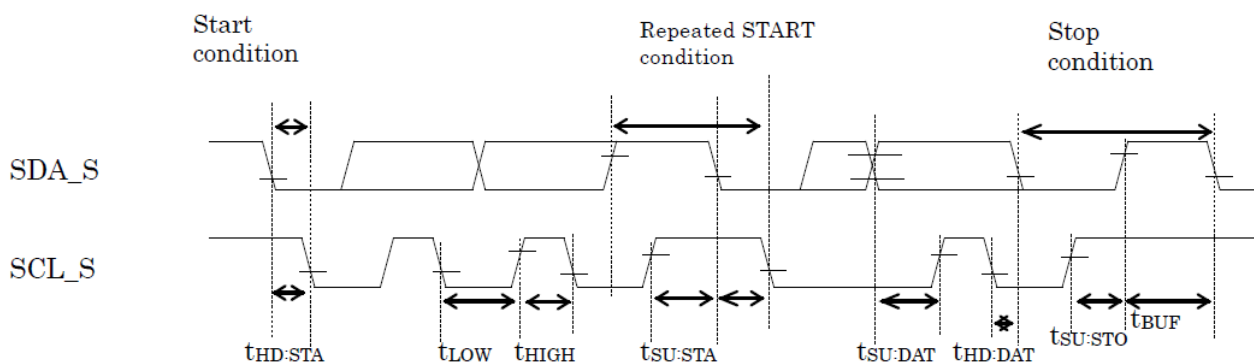 Start
condition
Repeated START
condition
Stop
condition
SDA_S
SCL_S
tHD:STA
tLOW
tHIGH
tSU:STA
tSU:DAT
tHD:DAT
tSU:STO
tBUF